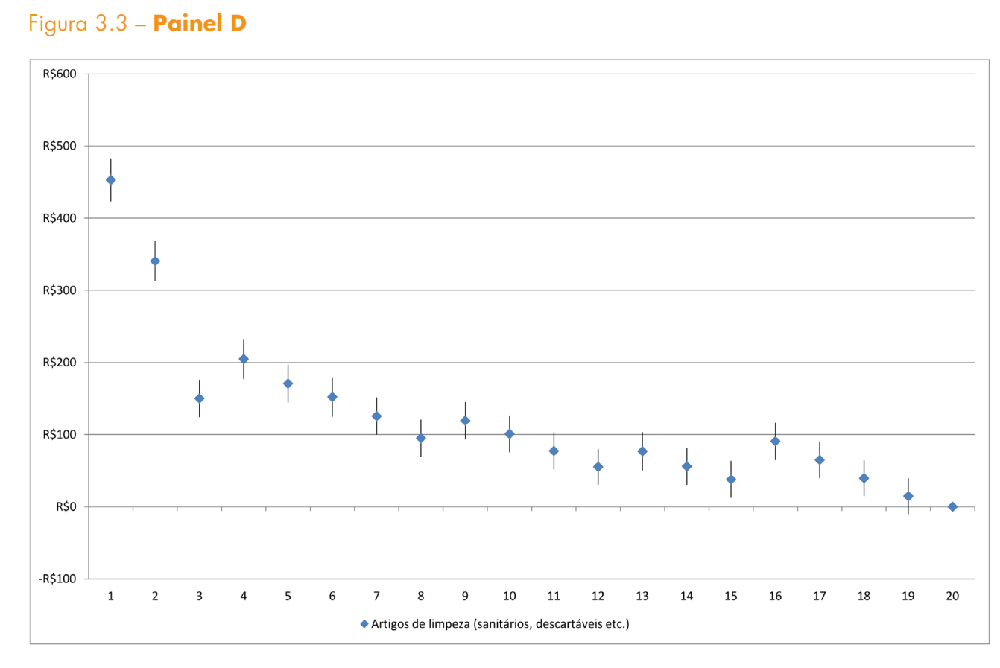 Figura 3.3 – Painel D
R$600
R$500
R$400
R$300
R$200
R$100
R$0
-R$100
1 2 3 4 5 6 7 8 9 10 11 12 13 14 15 16 17 18 19 20
Artigos de limpeza (sanitários, descartáveis etc.)